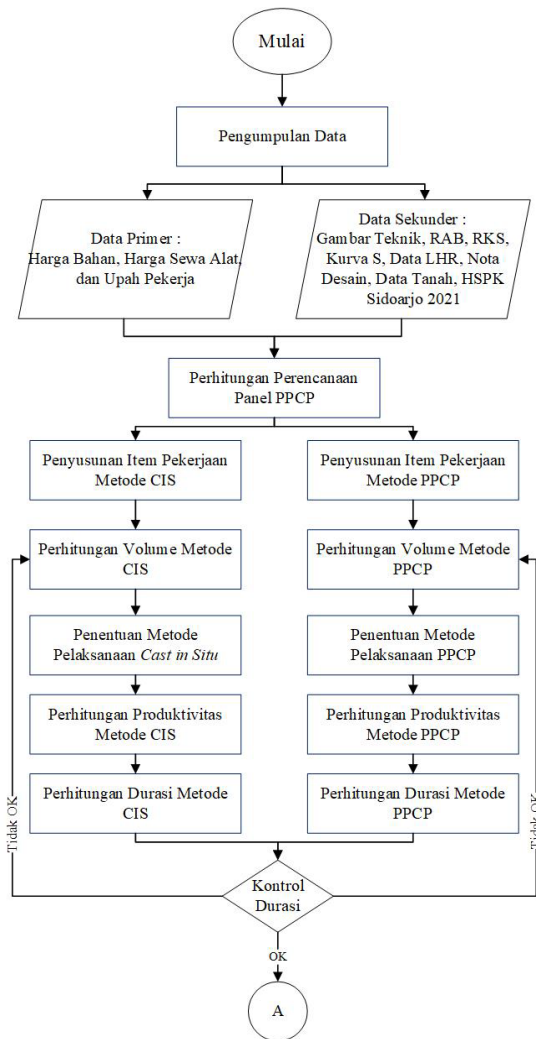 Mulai
Pengumpulan Data
Data Primer :
Harga Bahan, Harga Sewa Alat,
dan Upah Pekerja
Data Sekunder :
Gambar Teknik, RAB, RKS,
Kurva S, Data LHR, Nota
Desain, Data Tanah, HSPK
Sidoarjo 2021
Perhitungan Perencanaan
Panel PPCP
Penyusunan Item Pekerjaan
Metode CIS
Penyusunan Item Pekerjaan
Metode PPCP
Perhitungan Volume Metode
CIS
Perhitungan Volume Metode
PPCP
Penentuan Metode
Pelaksanaan Cast in Situ
Penentuan Metode
Pelaksanaan PPCP
Perhitungan Produktivitas
Metode CIS
Perhitungan Produktivitas
Metode PPCP
Perhitungan Durasi Metode
CIS
Perhitungan Durasi Metode
PPCP
Tidak OK
Tidak OK
Kontrol
Durasi
OK
A